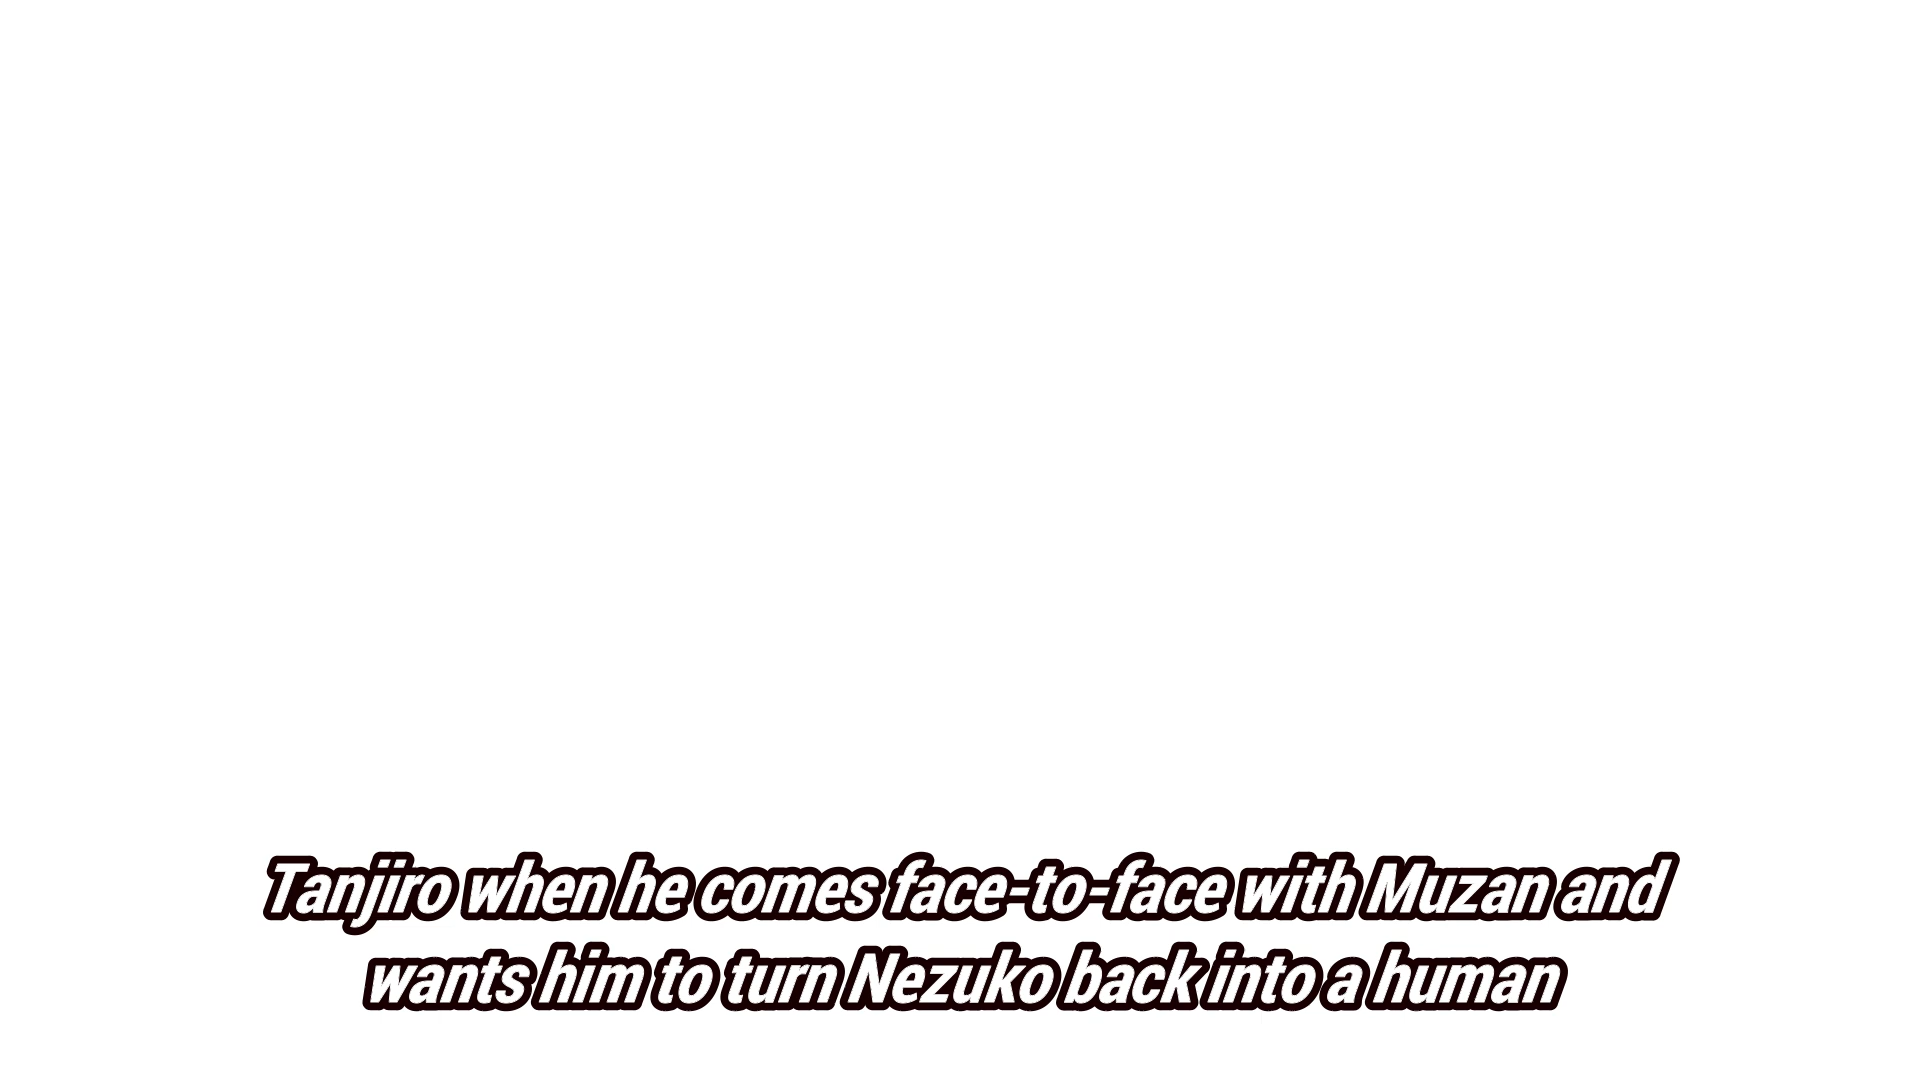 Tanjiro when he comes face-to-face with Muzan and
wants him to turn Nezuko back into a human